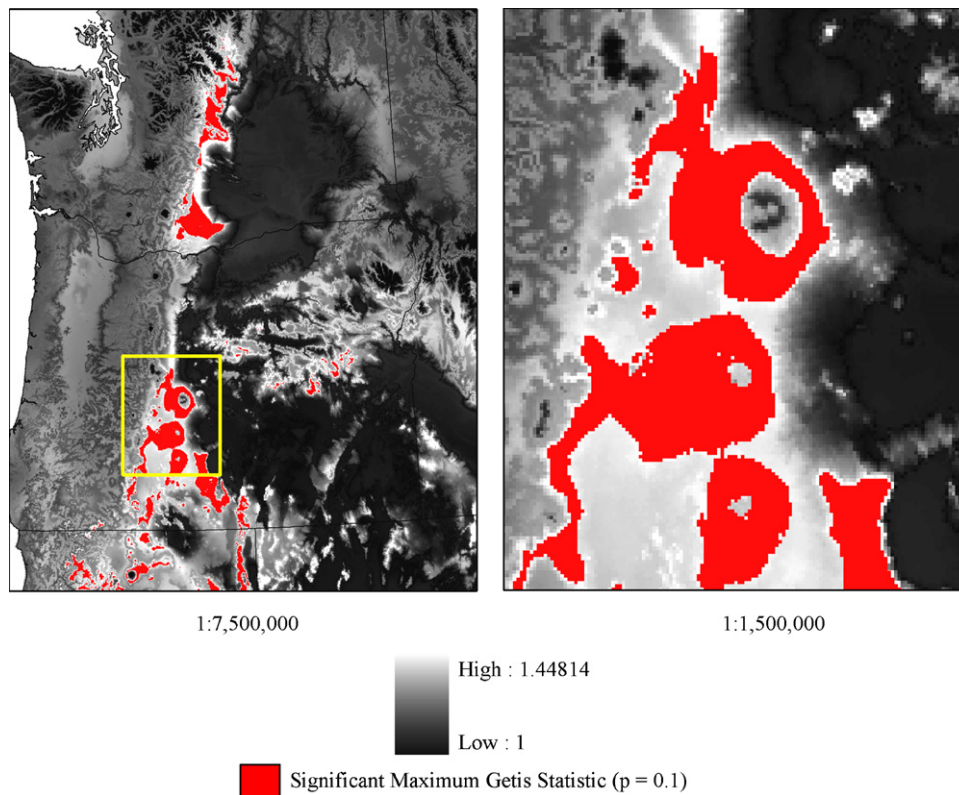 1:7,500,000
1:1,500,000
High : 1.44814
Low : 1
Significant Maximum Getis Statistic (p = 0.1)